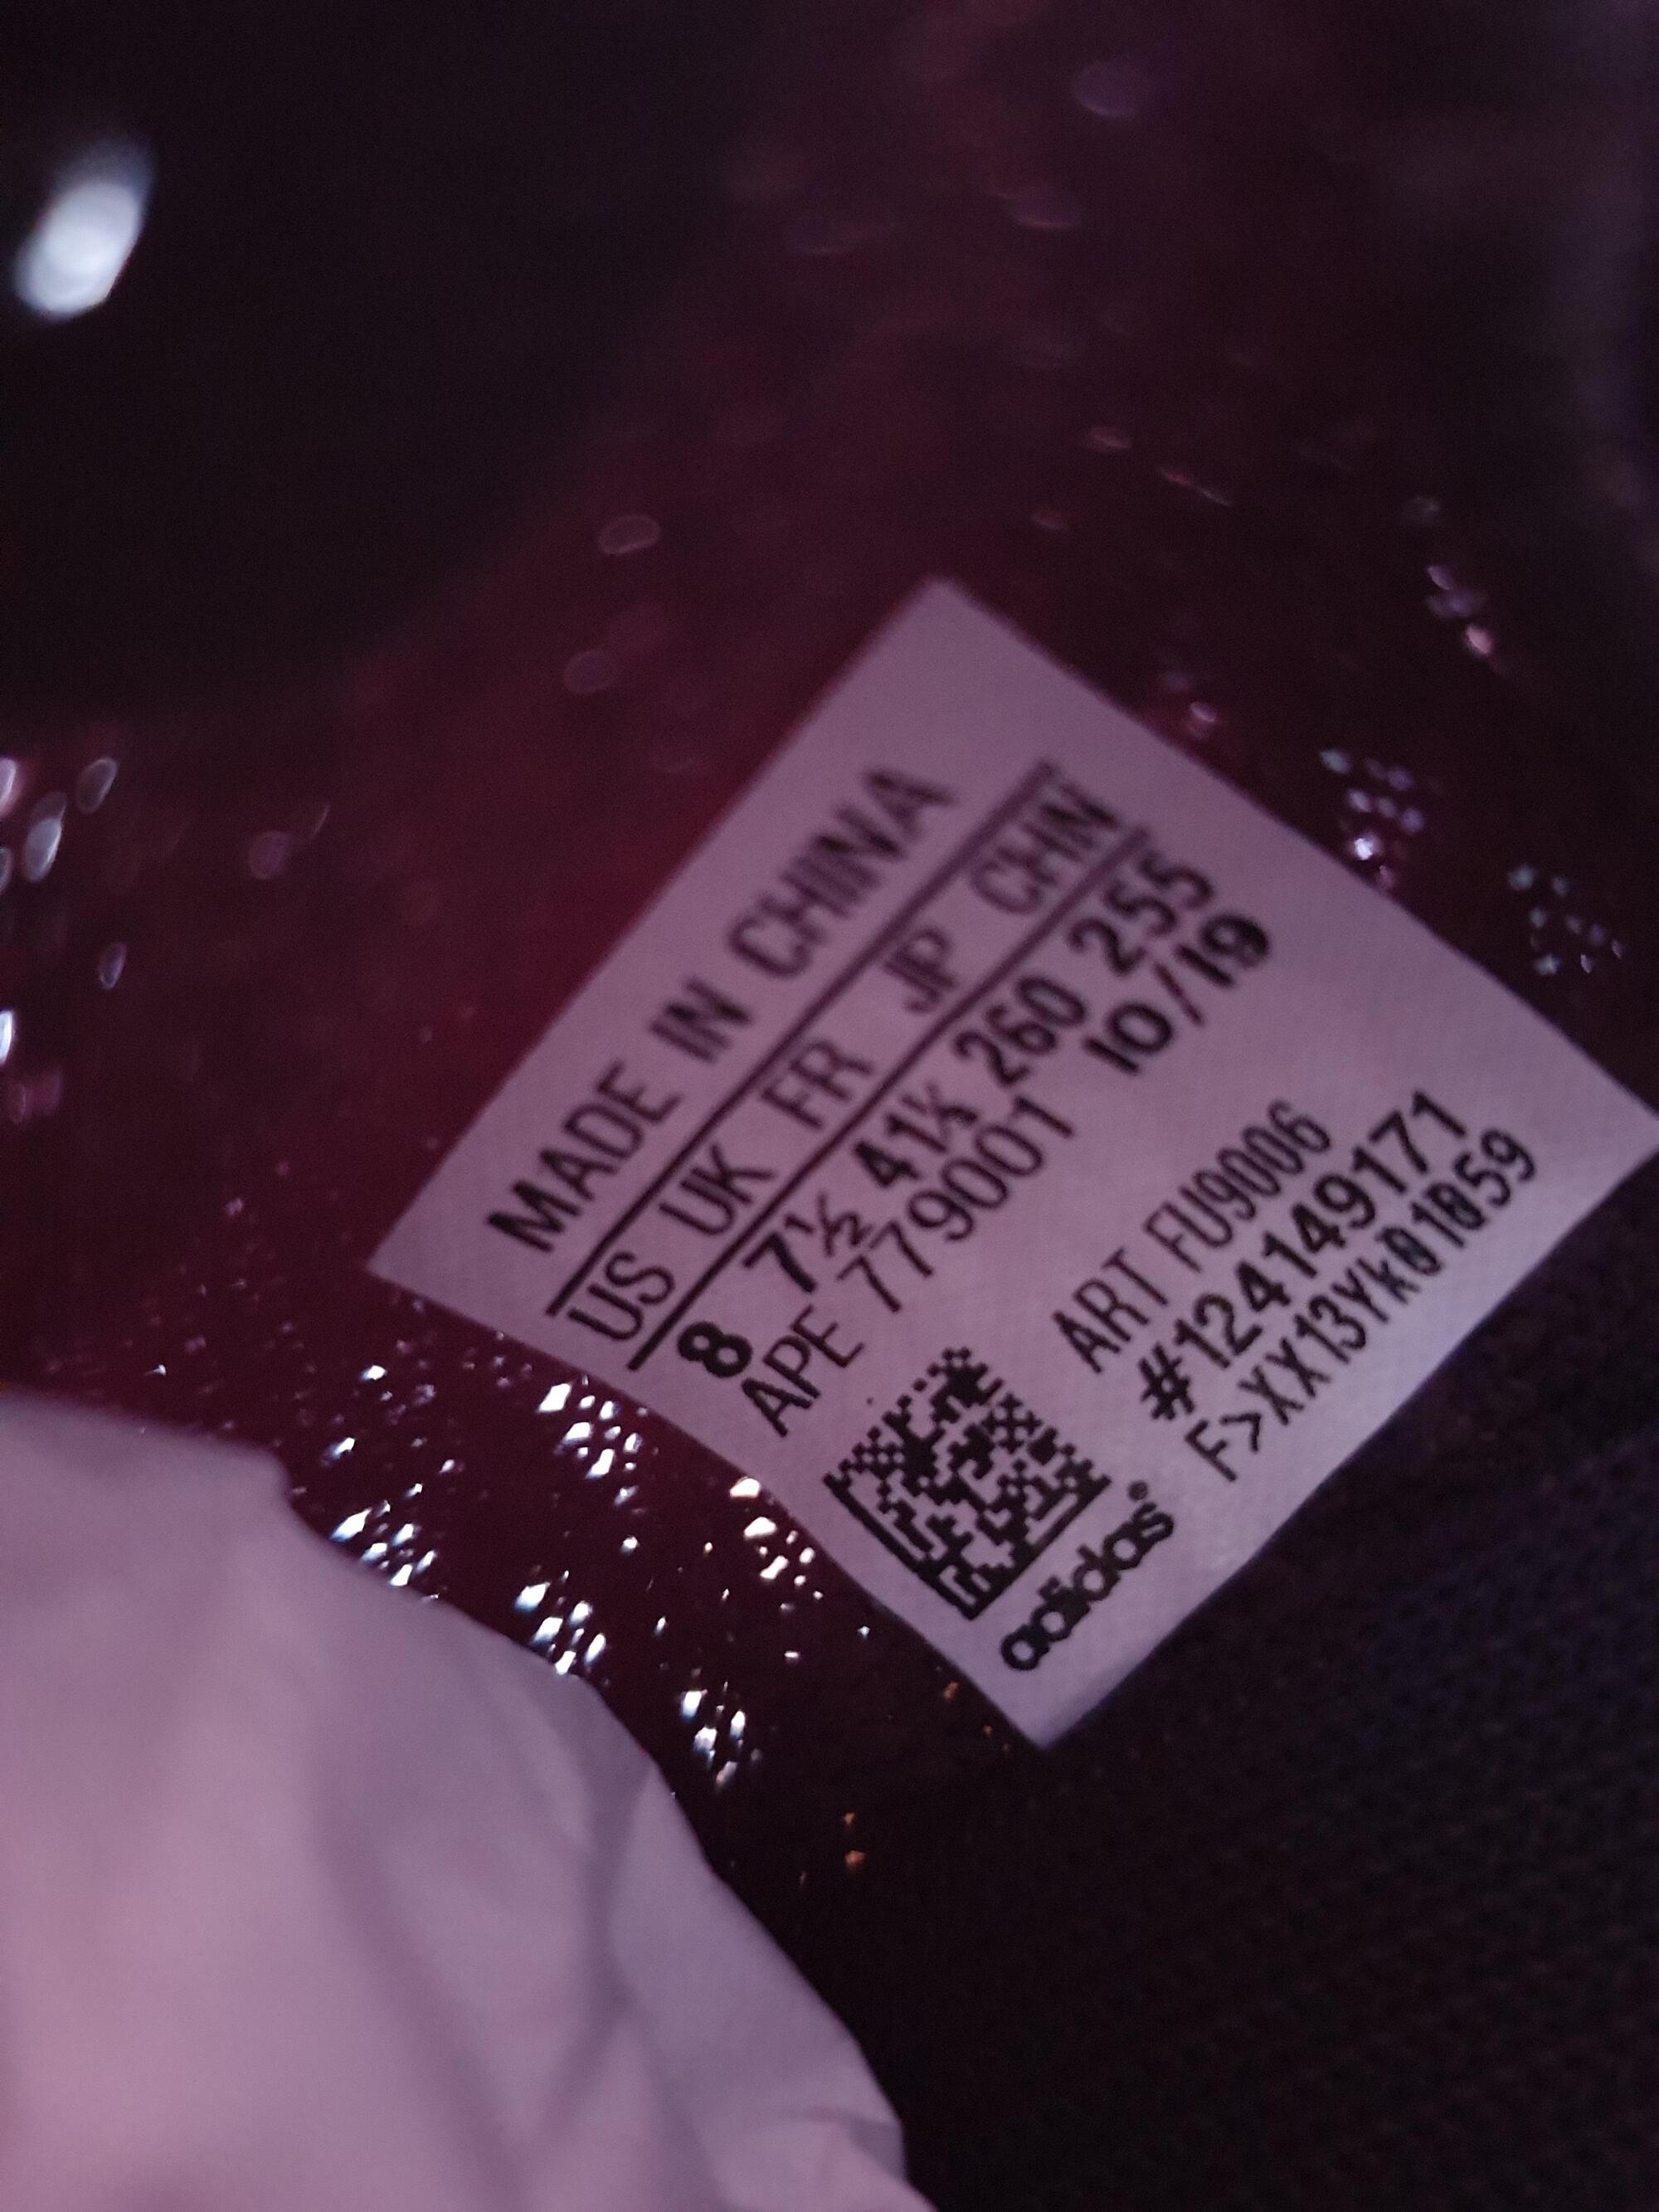 MADE IN CHINA
US UK FR JP CHN
8 7½ 41⅓ 260 255
APE 779001 10/19
ART FU9006
#124149171
F>XX13Yk01059
adidas®